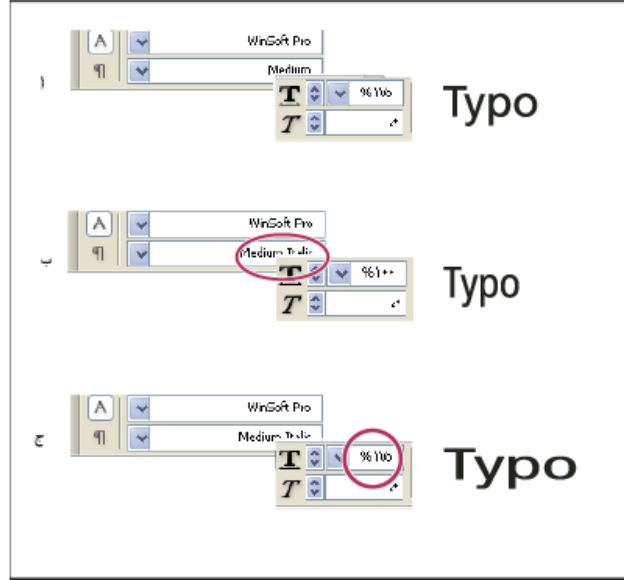 WinSoft Pro
Medium
أ
%١٧٥
Typo
WinSoft Pro
Medium Italic
ب
%١٠٠
Typo
WinSoft Pro
Medium Italic
ج
%١٧٥
Typo